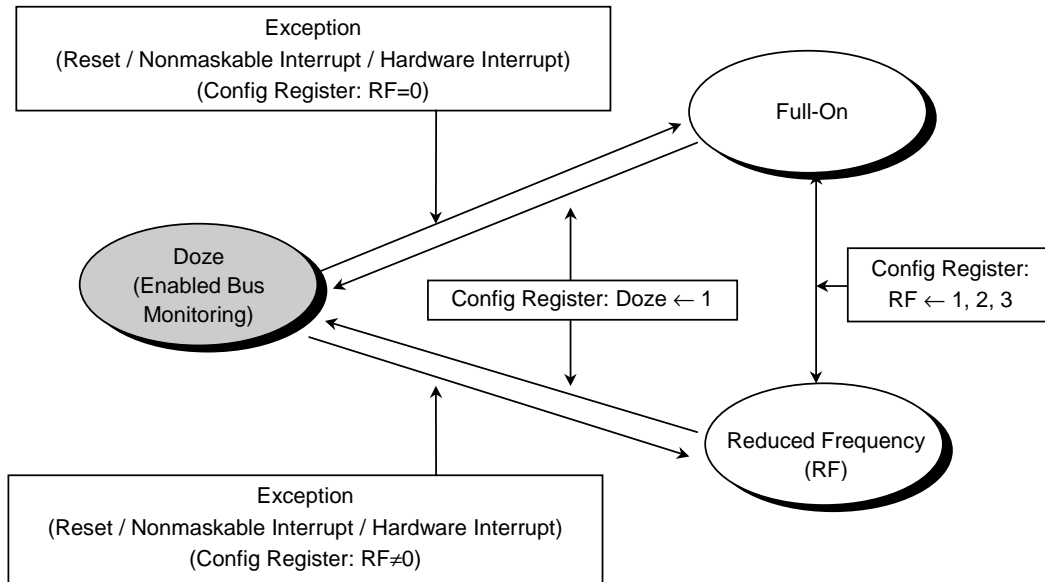 Exception
(Reset / Nonmaskable Interrupt / Hardware Interrupt)
(Config Register: RF=0)
Full-On
Doze
(Enabled Bus
Monitoring)
Config Register: Doze ← 1
Config Register:
RF ← 1, 2, 3
Reduced Frequency
(RF)
Exception
(Reset / Nonmaskable Interrupt / Hardware Interrupt)
(Config Register: RF≠0)